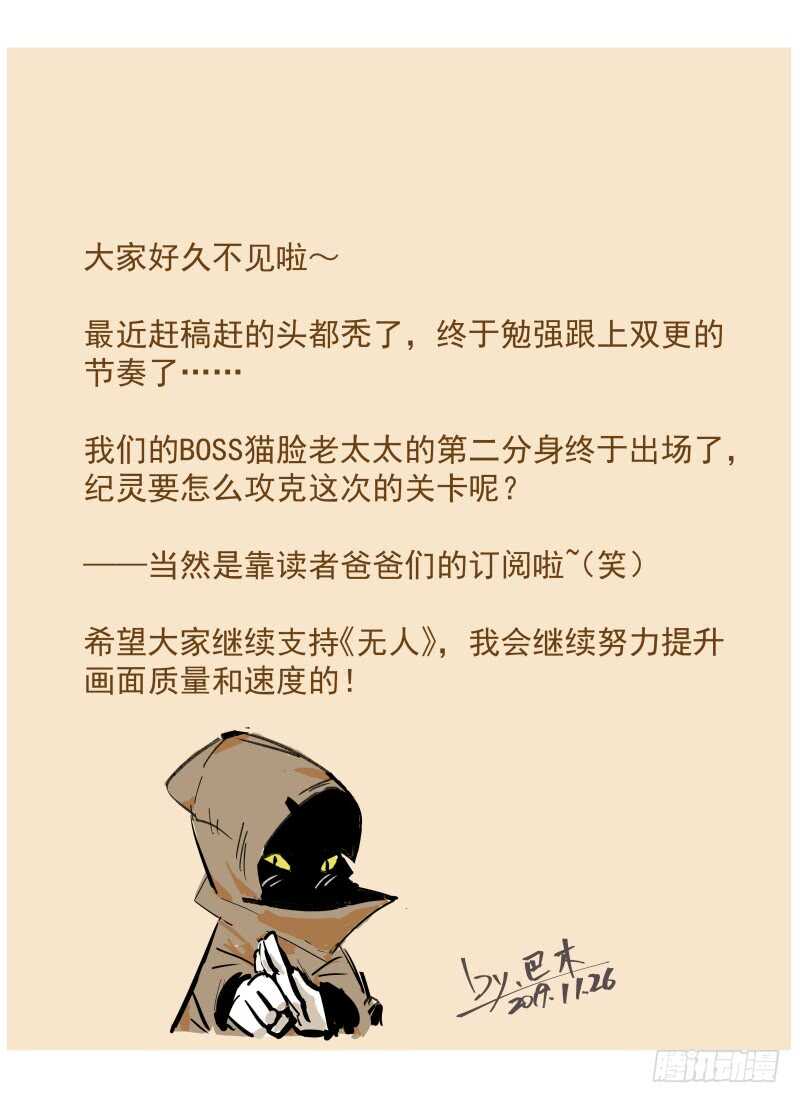 大家好久不见啦～
最近赶稿赶的头都秃了，终于勉强跟上双更的
节奏了……
我们的BOSS猫脸老太太的第二分身终于出场了，
纪灵要怎么攻克这次的关卡呢？
——当然是靠读者爸爸们的订阅啦~（笑）
希望大家继续支持《无人》，我会继续努力提升
画面质量和速度的！
by.巴木
2019.11.26
腾讯动漫